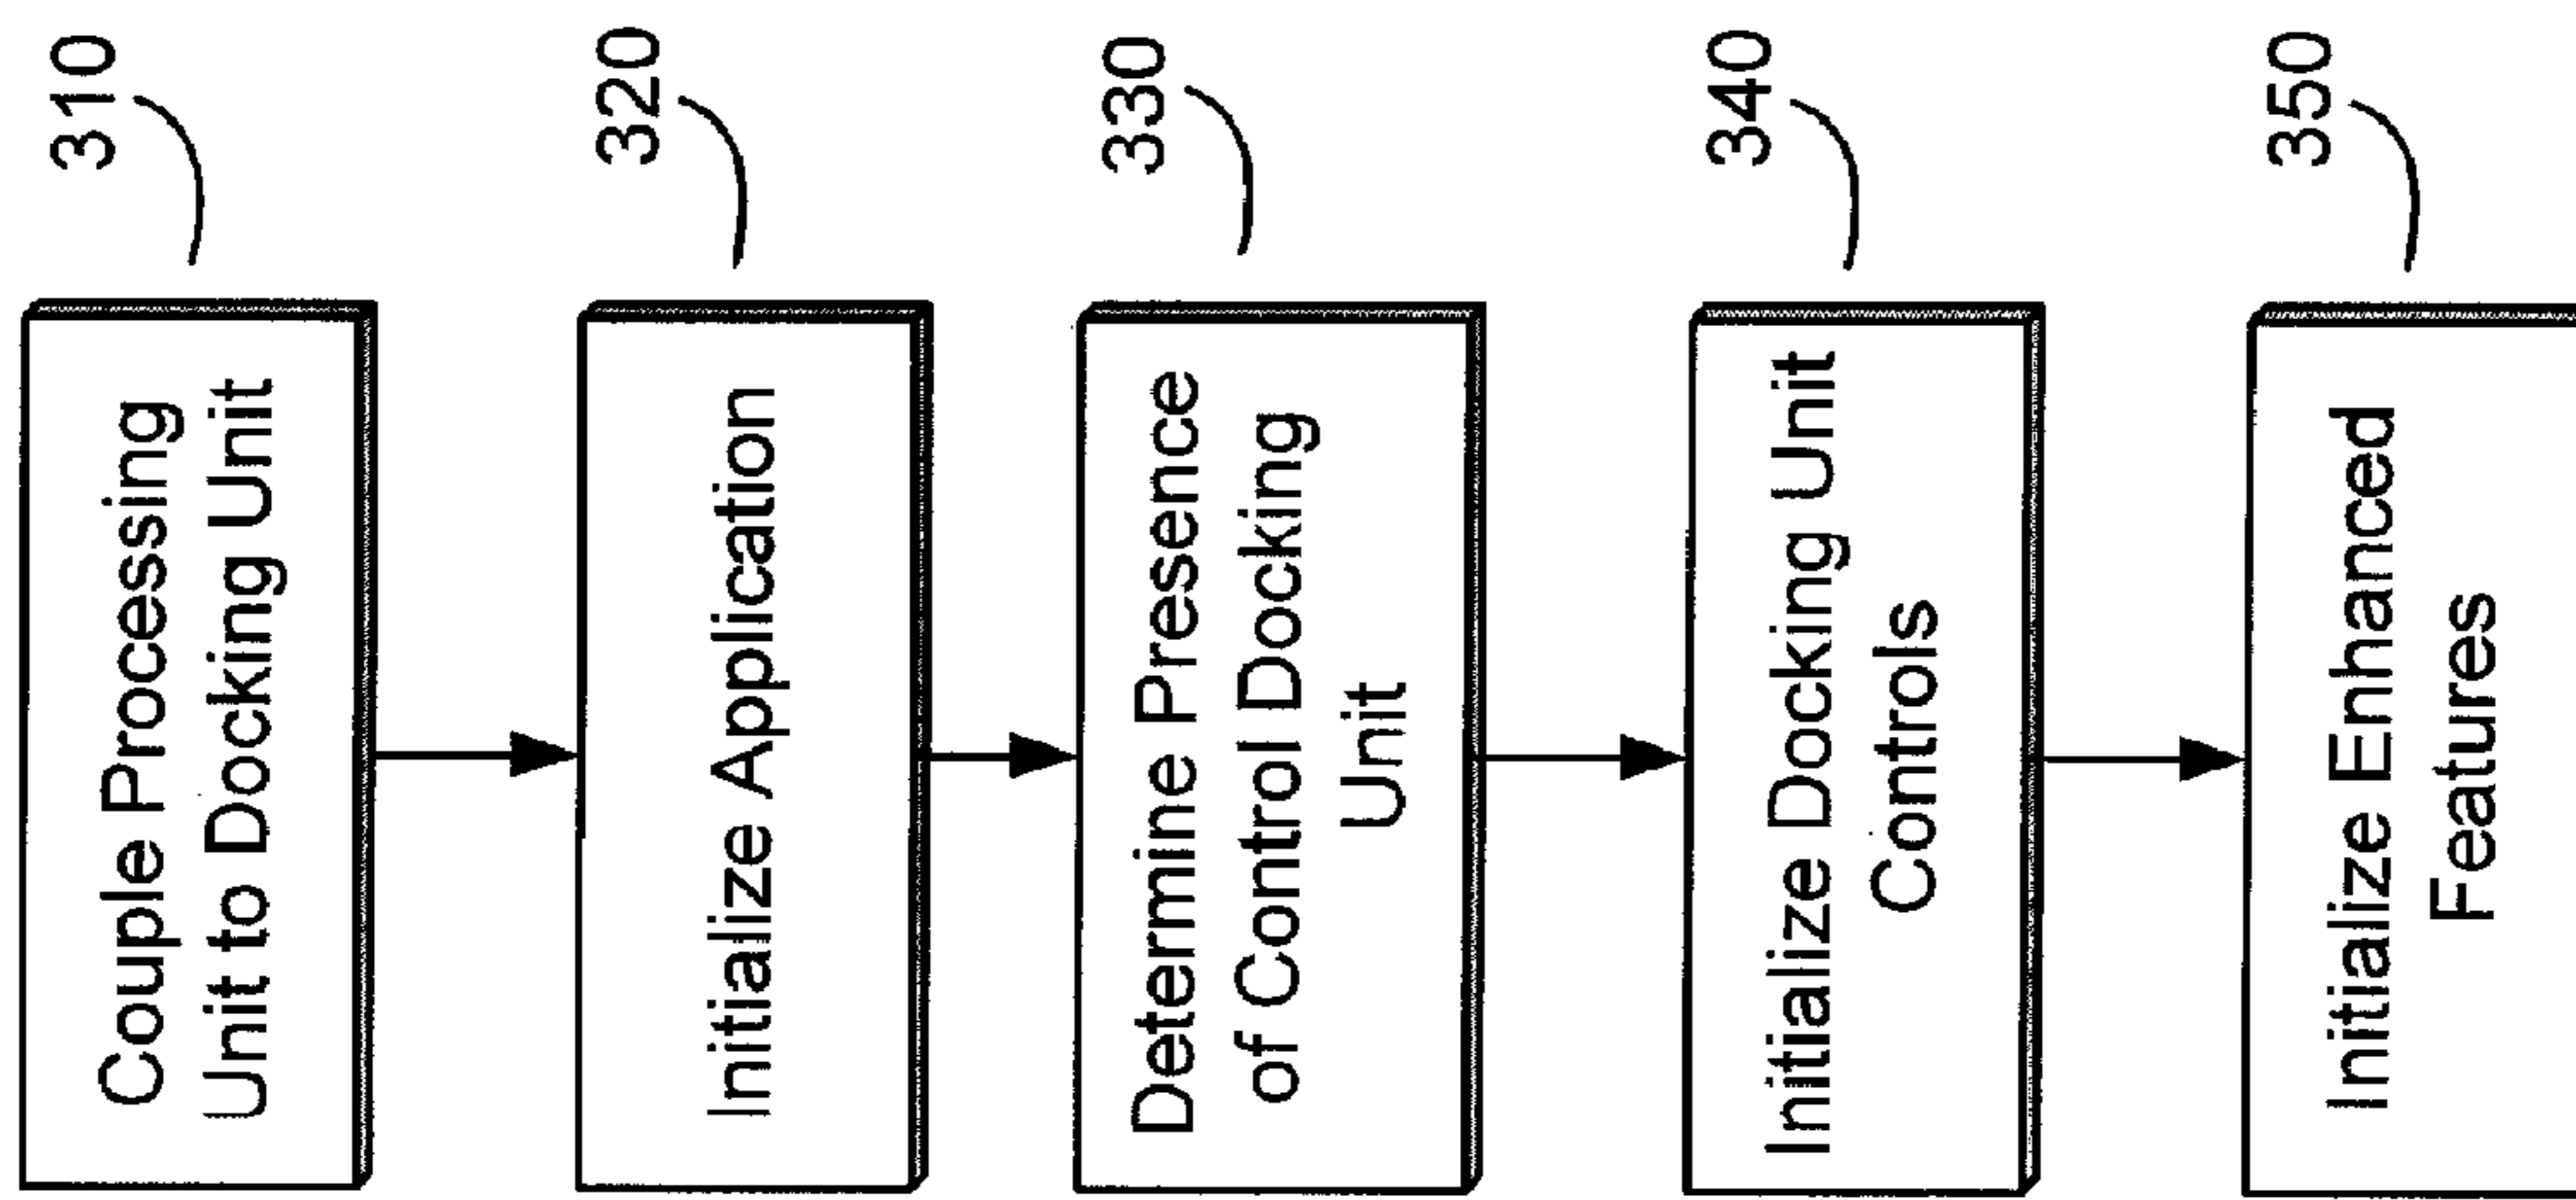 310
Couple Processing
Unit to Docking Unit
320
Initialize Application
330
Determine Presence
of Control Docking
Unit
340
Initialize Docking Unit
Controls
350
Initialize Enhanced
Features